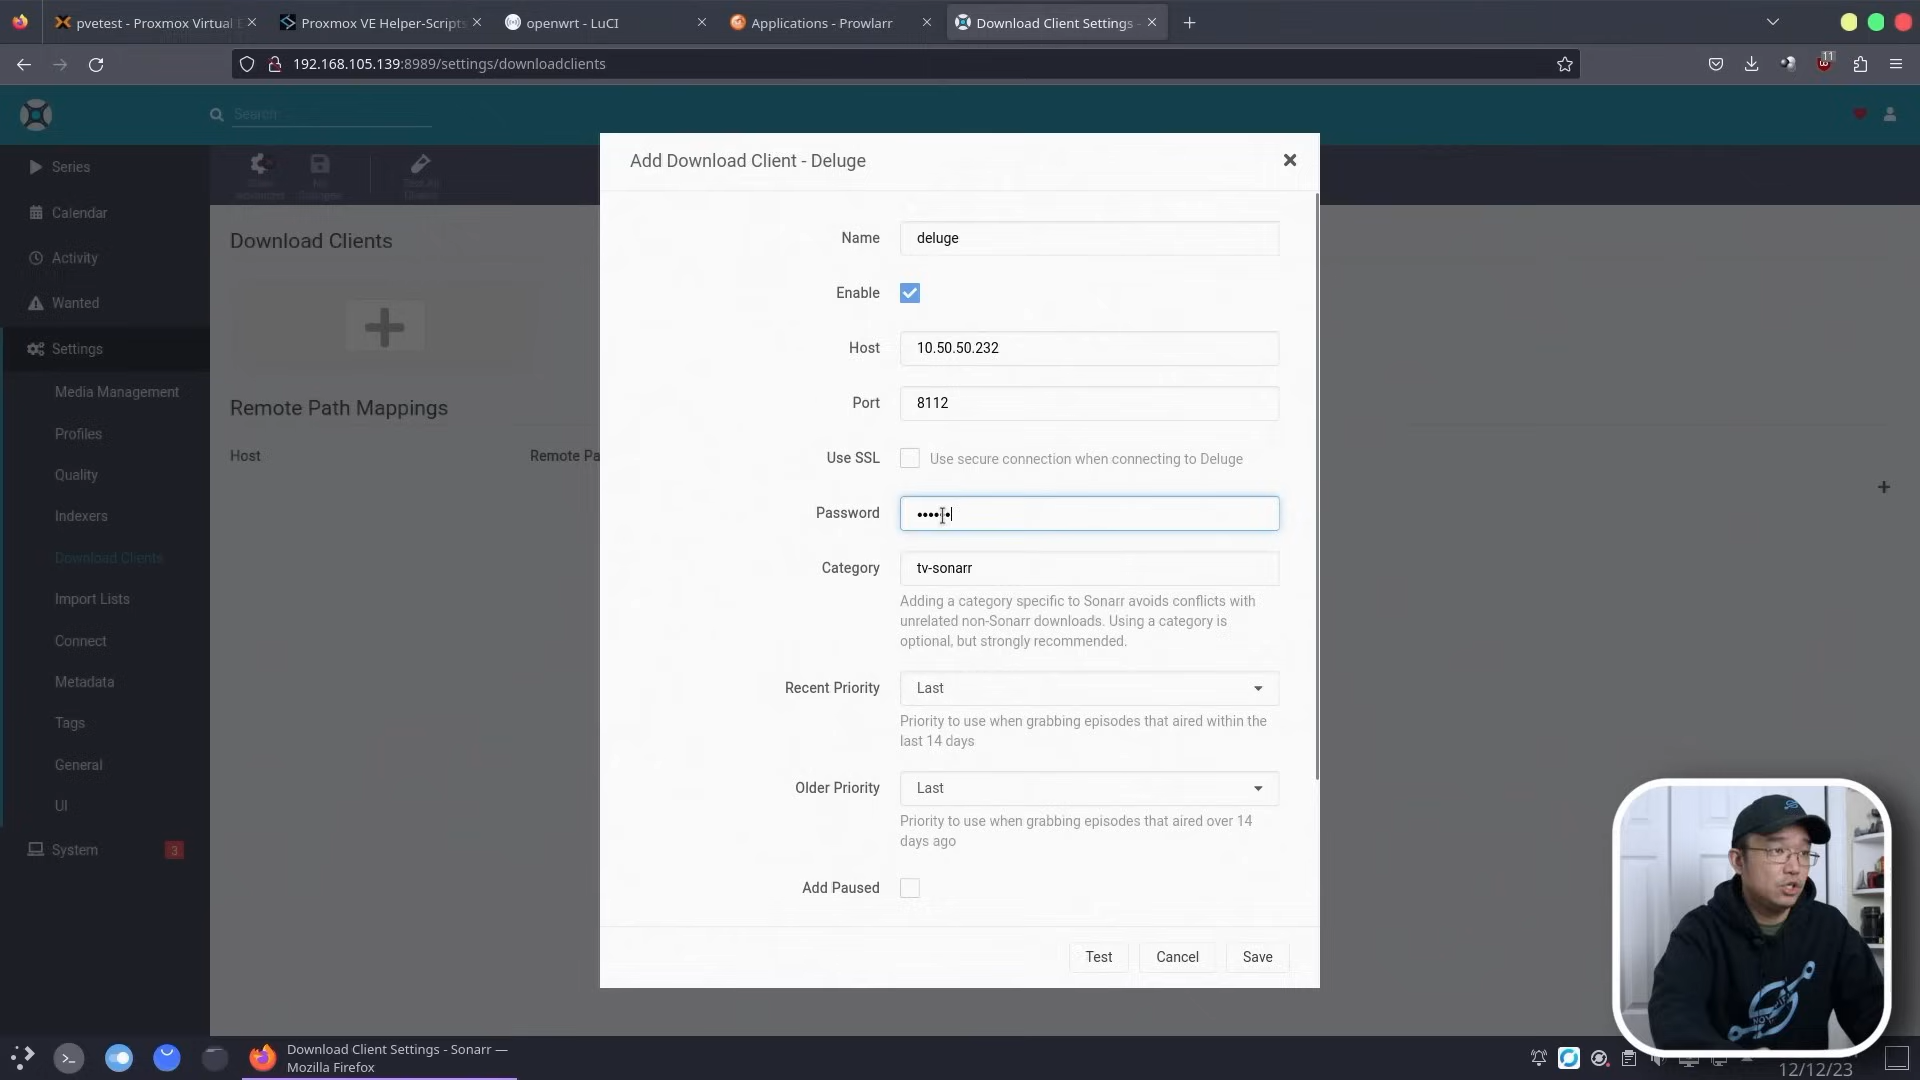 pvetest - Proxmox Virtual E
Proxmox VE Helper-Scripts
openwrt - LuCI
Applications - Prowlarr
Download Client Settings -
192.168.105.139:8989/settings/downloadclients
11
Search
Add Download Client - Deluge
Series
Calendar
Activity
Wanted
Settings
Media Management
Profiles
Quality
Indexers
Download Clients
Import Lists
Connect
Metadata
Tags
General
UI
System
3
Download Clients
Remote Path Mappings
Host
Remote Pa
Name
deluge
Enable
Host
10.50.50.232
Port
8112
Use SSL
Use secure connection when connecting to Deluge
Password
Category
tv-sonarr
Adding a category specific to Sonarr avoids conflicts with
unrelated non-Sonarr downloads. Using a category is
optional, but strongly recommended.
Recent Priority
Last
Priority to use when grabbing episodes that aired within the
last 14 days
Older Priority
Last
Priority to use when grabbing episodes that aired over 14
days ago
Add Paused
Test
Cancel
Save
Download Client Settings - Sonarr —
Mozilla Firefox
12/12/23